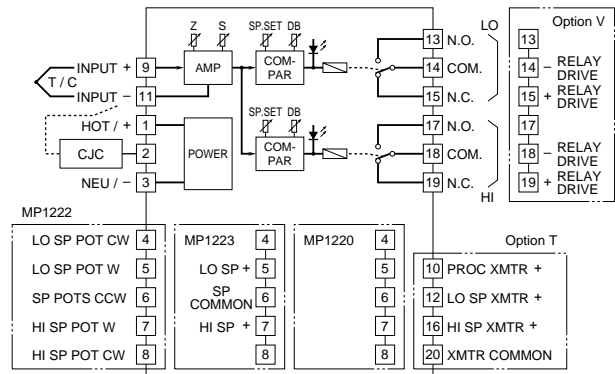 Z S SP.SET DB
LO
Option V
INPUT + 9
AMP
COM-
PAR
13 N.O.
13
T / C
14 COM.
14 − RELAY
DRIVE
INPUT − 11
15 N.C.
15 + RELAY
DRIVE
HOT / + 1
SP.SET DB
17 N.O.
17
CJC 2
POWER
COM-
PAR
18 COM.
18 − RELAY
DRIVE
NEU / − 3
19 N.C.
19 + RELAY
DRIVE
HI
MP1222
LO SP POT CW 4
LO SP POT W 5
SP POTS CCW 6
HI SP POT W 7
HI SP POT CW 8
MP1223 4
LO SP + 5
SP
COMMON 6
HI SP + 7
8
MP1220 4
5
6
7
8
Option T
10 PROC XMTR +
12 LO SP XMTR +
16 HI SP XMTR +
20 XMTR COMMON